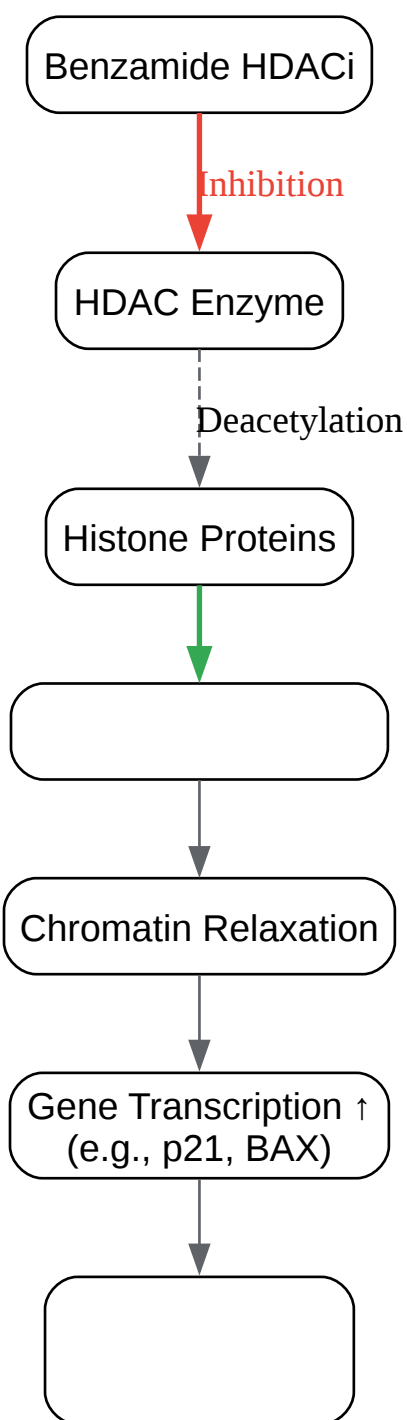 Benzamide HDACi
Inhibition
HDAC Enzyme
Deacetylation
Histone Proteins
Chromatin Relaxation
Gene Transcription ↑
(e.g., p21, BAX)